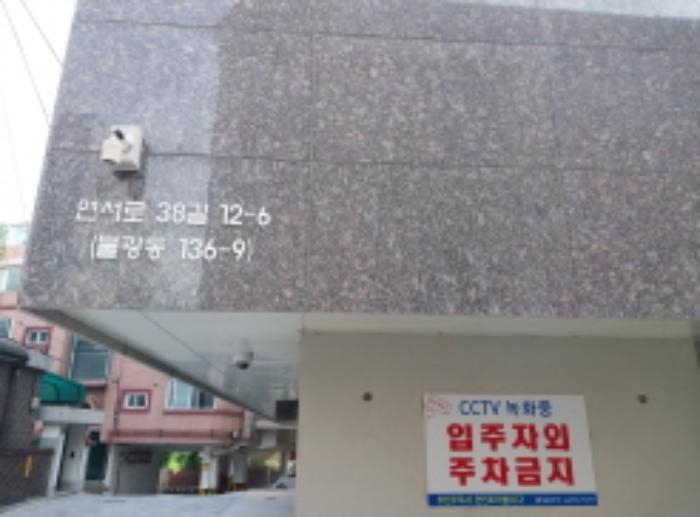 연서로 38길 12-6
(불광동 136-9)
CCTV 녹화중
입주자외
주차금지